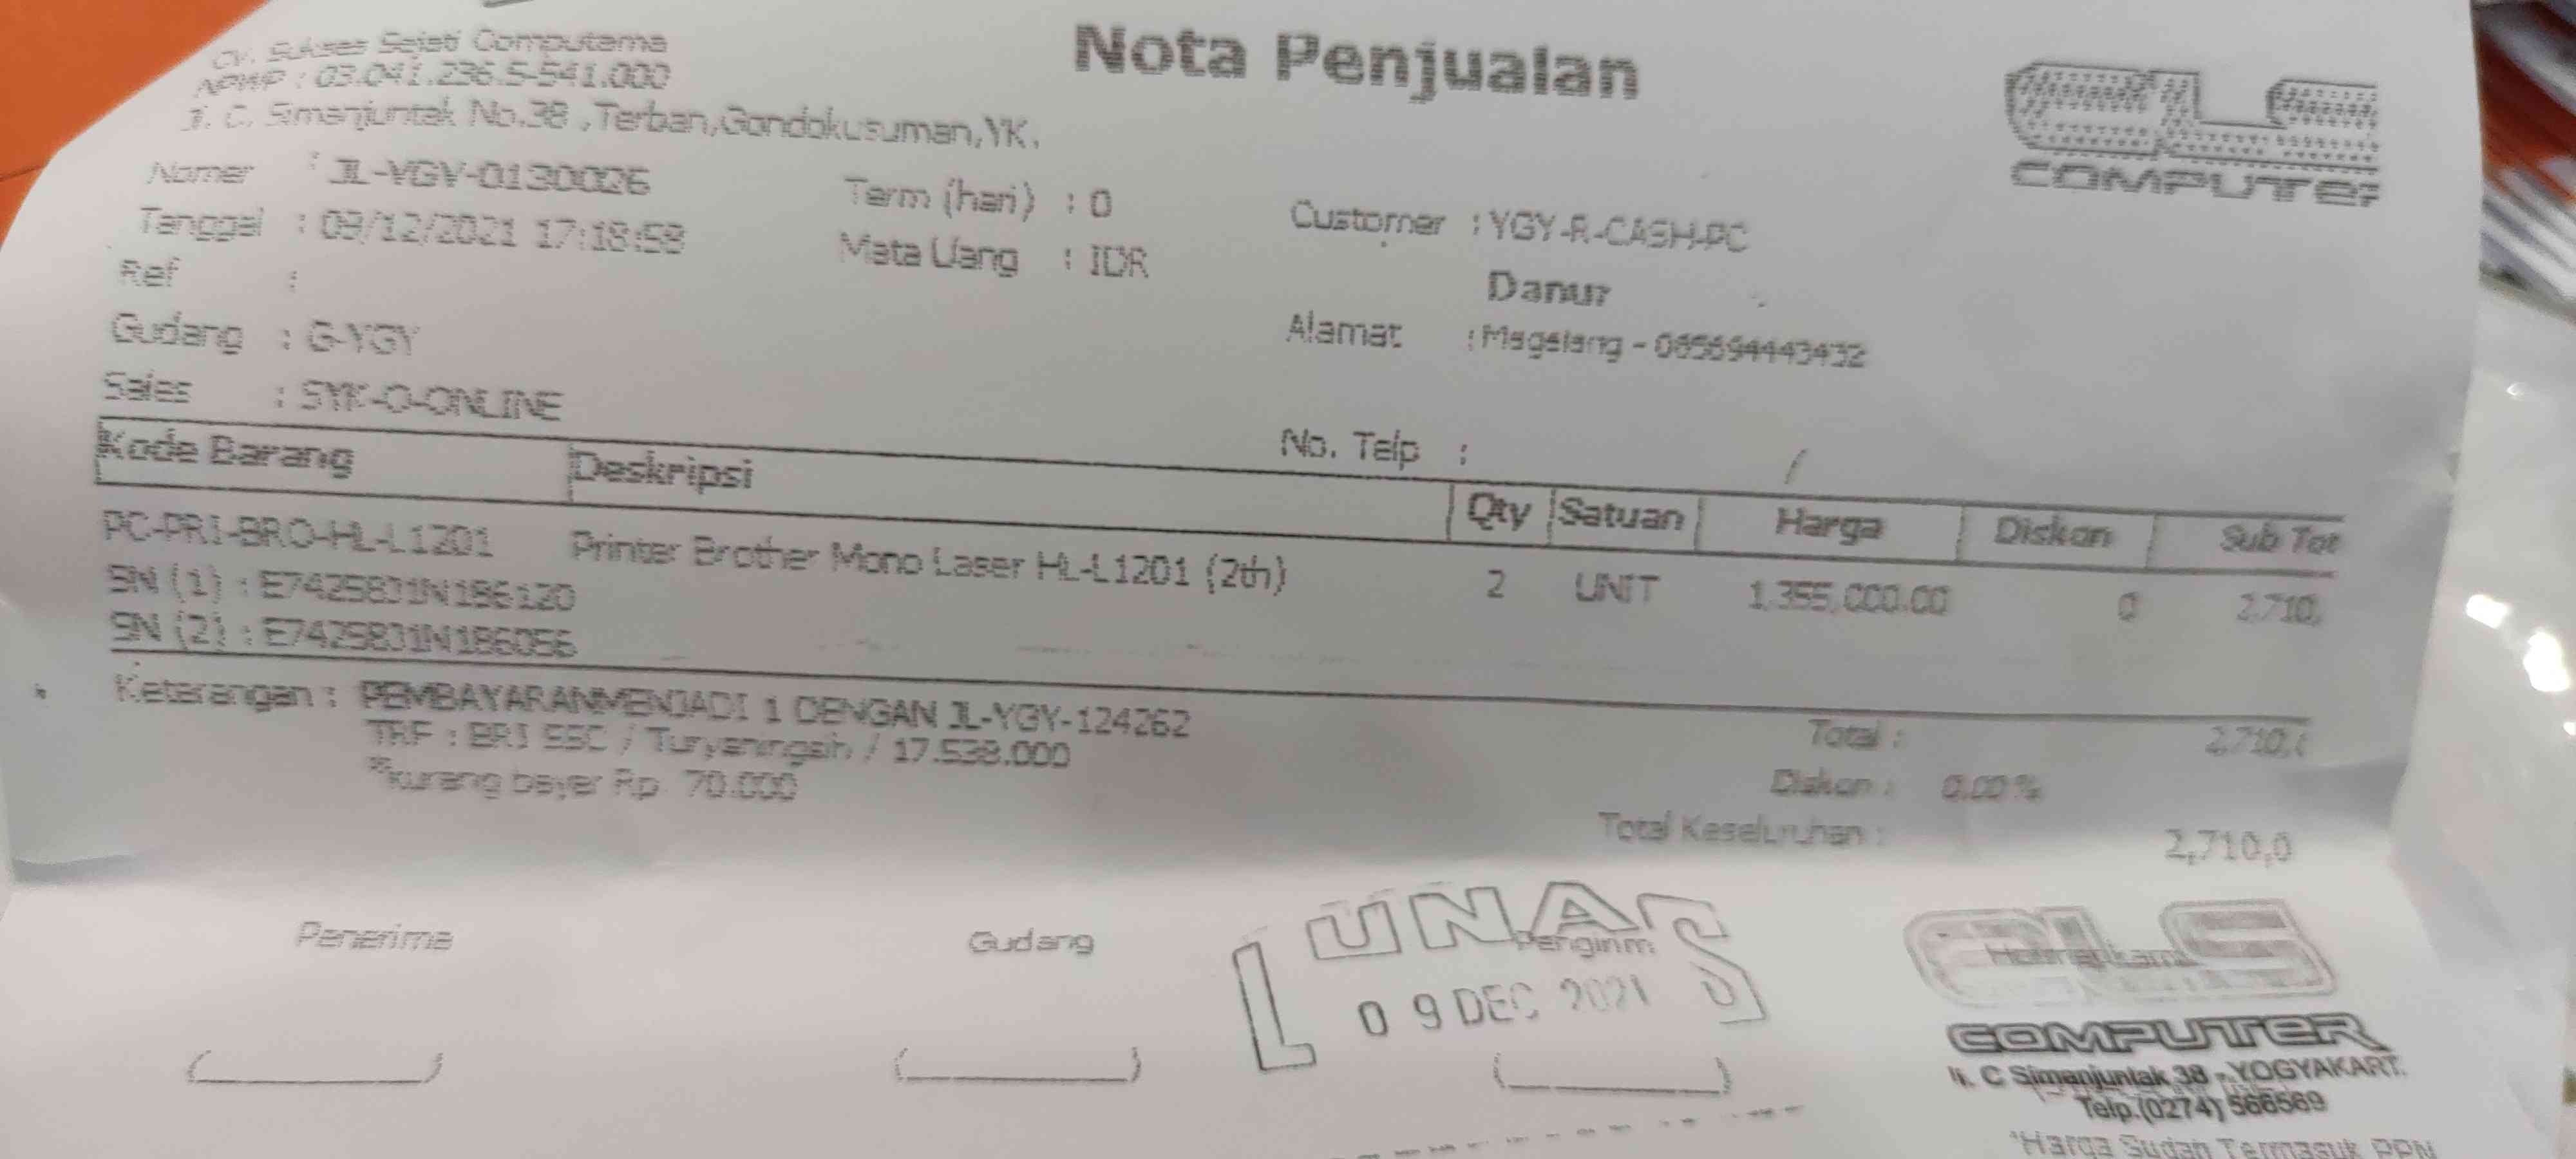 Nota Penjualan
CV. Sukses Sejati Computama
NPWP : 03.041.236.5-541.000
Jl. C. Simanjuntak No.38 ,Terban,Gondokusuman,YK.
COMPUTER
Nomer : JL-YGY-0130026
Term (hari) : 0
Customer : YGY-R-CASH-PC
Tanggal : 09/12/2021 17:18:58
Mata Uang : IDR
Danur
Ref :
Alamat : Magelang - 085694443432
Gudang : G-YGY
Sales : SYK-O-ONLINE
No. Telp : /
Kode Barang Deskripsi Qty Satuan Harga Diskon Sub Tot
PC-PRI-BRO-HL-L1201 Printer Brother Mono Laser HL-L1201 (2th) 2 UNIT 1,355,000.00 0 2,710,
SN (1) : E74258D1N186120
SN (2) : E74258D1N186056
Keterangan : PEMBAYARANMENJADI 1 DENGAN JL-YGY-124262
TRF : BRI SSC / Turyaningsih / 17.538.000
*kurang bayar Rp 70.000
Total : 2,710,
Diskon : 0.00 %
Total Keseluruhan : 2,710,0
Penerima Gudang Pengirim
LUNAS
09 DEC 2021
COMPUTER
Jl. C Simanjuntak 38 - YOGYAKART
Telp.(0274) 566569
*Harga Sudah Termasuk PPN